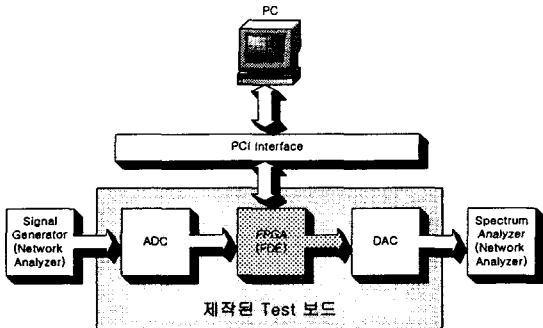 PC
PCI Interface
Signal
Generator
(Network
Analyzer)
ADC
FPGA
(FDE)
DAC
Spectrum
Analyzer
(Network
Analyzer)
제작된 Test 보드